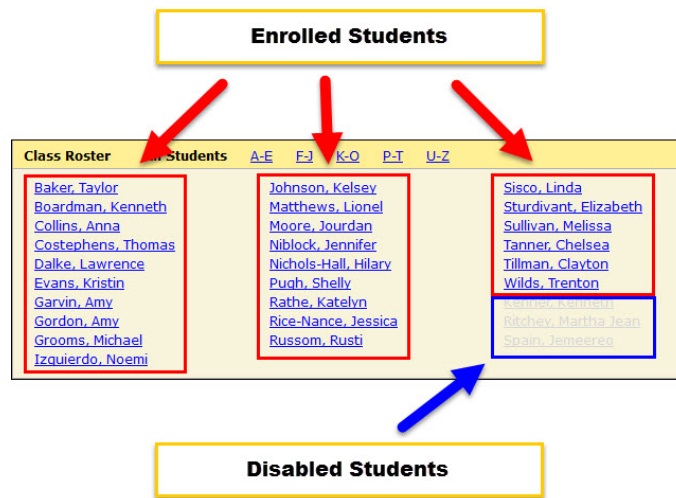 Enrolled Students
Class Roster Students A-E F-J K-O P-T U-Z
Baker, Taylor
Boardman, Kenneth
Collins, Anna
Costephens, Thomas
Dalke, Lawrence
Evans, Kristin
Garvin, Amy
Gordon, Amy
Grooms, Michael
Izquierdo, Noemi
Johnson, Kelsey
Matthews, Lionel
Moore, Jourdan
Niblock, Jennifer
Nichols-Hall, Hilary
Pugh, Shelly
Rathe, Katelyn
Rice-Nance, Jessica
Russom, Rusti
Sisco, Linda
Sturdivant, Elizabeth
Sullivan, Melissa
Tanner, Chelsea
Tillman, Clayton
Wilds, Trenton
Kenner, Kenneth
Ritchey, Martha Jean
Spain, Jemeereo
Disabled Students